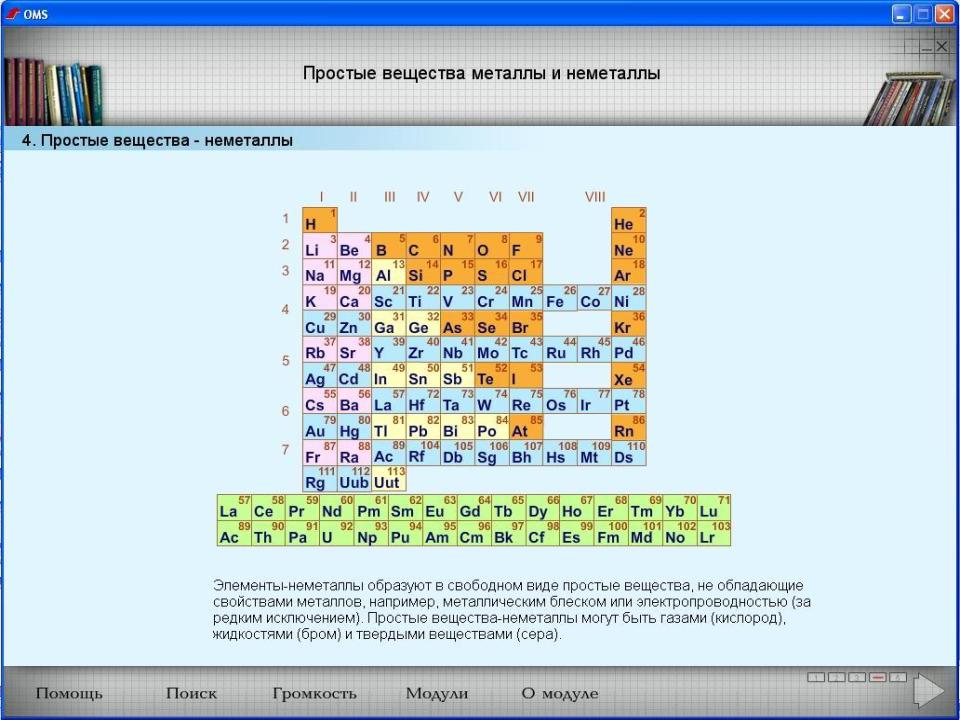 OMS
Простые вещества металлы и неметаллы
4. Простые вещества - неметаллы
I II III IV V VI VII VIII
1 H 1 He 2
2 Li 3 Be 4 B 5 C 6 N 7 O 8 F 9 Ne 10
3 Na 11 Mg 12 Al 13 Si 14 P 15 S 16 Cl 17 Ar 18
4 K 19 Ca 20 Sc 21 Ti 22 V 23 Cr 24 Mn 25 Fe 26 Co 27 Ni 28
Cu 29 Zn 30 Ga 31 Ge 32 As 33 Se 34 Br 35 Kr 36
5 Rb 37 Sr 38 Y 39 Zr 40 Nb 41 Mo 42 Tc 43 Ru 44 Rh 45 Pd 46
Ag 47 Cd 48 In 49 Sn 50 Sb 51 Te 52 I 53 Xe 54
6 Cs 55 Ba 56 La 57 Hf 72 Ta 73 W 74 Re 75 Os 76 Ir 77 Pt 78
Au 79 Hg 80 Tl 81 Pb 82 Bi 83 Po 84 At 85 Rn 86
7 Fr 87 Ra 88 Ac 89 Rf 104 Db 105 Sg 106 Bh 107 Hs 108 Mt 109 Ds 110
Rg 111 Uub 112 Uut 113
La 57 Ce 58 Pr 59 Nd 60 Pm 61 Sm 62 Eu 63 Gd 64 Tb 65 Dy 66 Ho 67 Er 68 Tm 69 Yb 70 Lu 71
Ac 89 Th 90 Pa 91 U 92 Np 93 Pu 94 Am 95 Cm 96 Bk 97 Cf 98 Es 99 Fm 100 Md 101 No 102 Lr 103
Элементы-неметаллы образуют в свободном виде простые вещества, не обладающие
свойствами металлов, например, металлическим блеском или электропроводностью (за
редким исключением). Простые вещества-неметаллы могут быть газами (кислород),
жидкостями (бром) и твердыми веществами (сера).
1 2 3 5
Помощь Поиск Громкость Модули О модуле